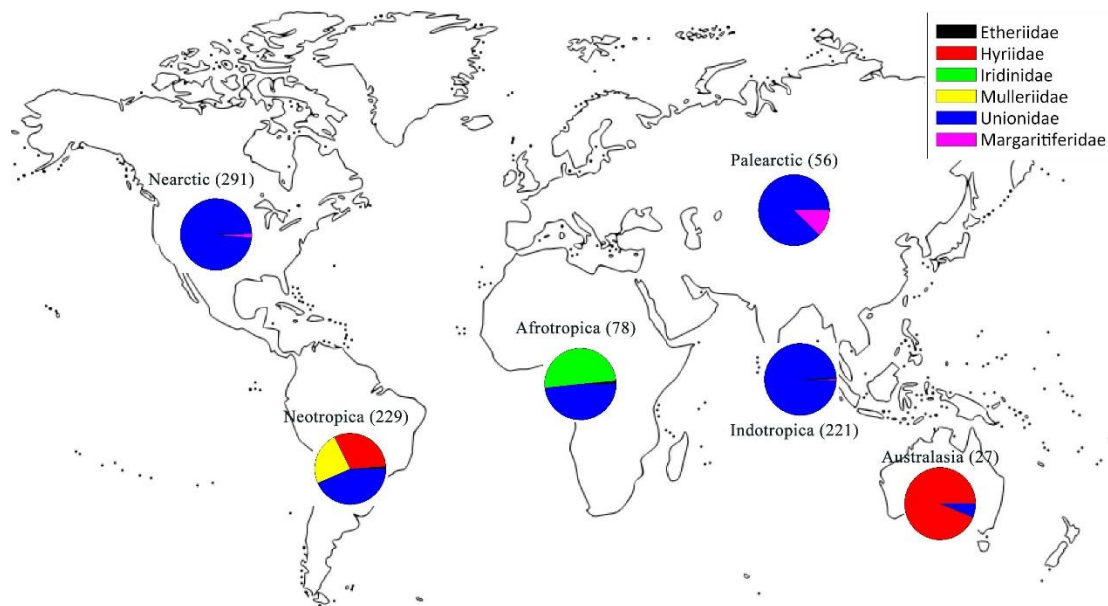 Etheriidae
Hyriidae
Iridinidae
Mulleriidae
Unionidae
Margaritiferidae
Nearctic (291)
Palearctic (56)
Afrotropica (78)
Neotropica (229)
Indotropica (221)
Australasia (27)